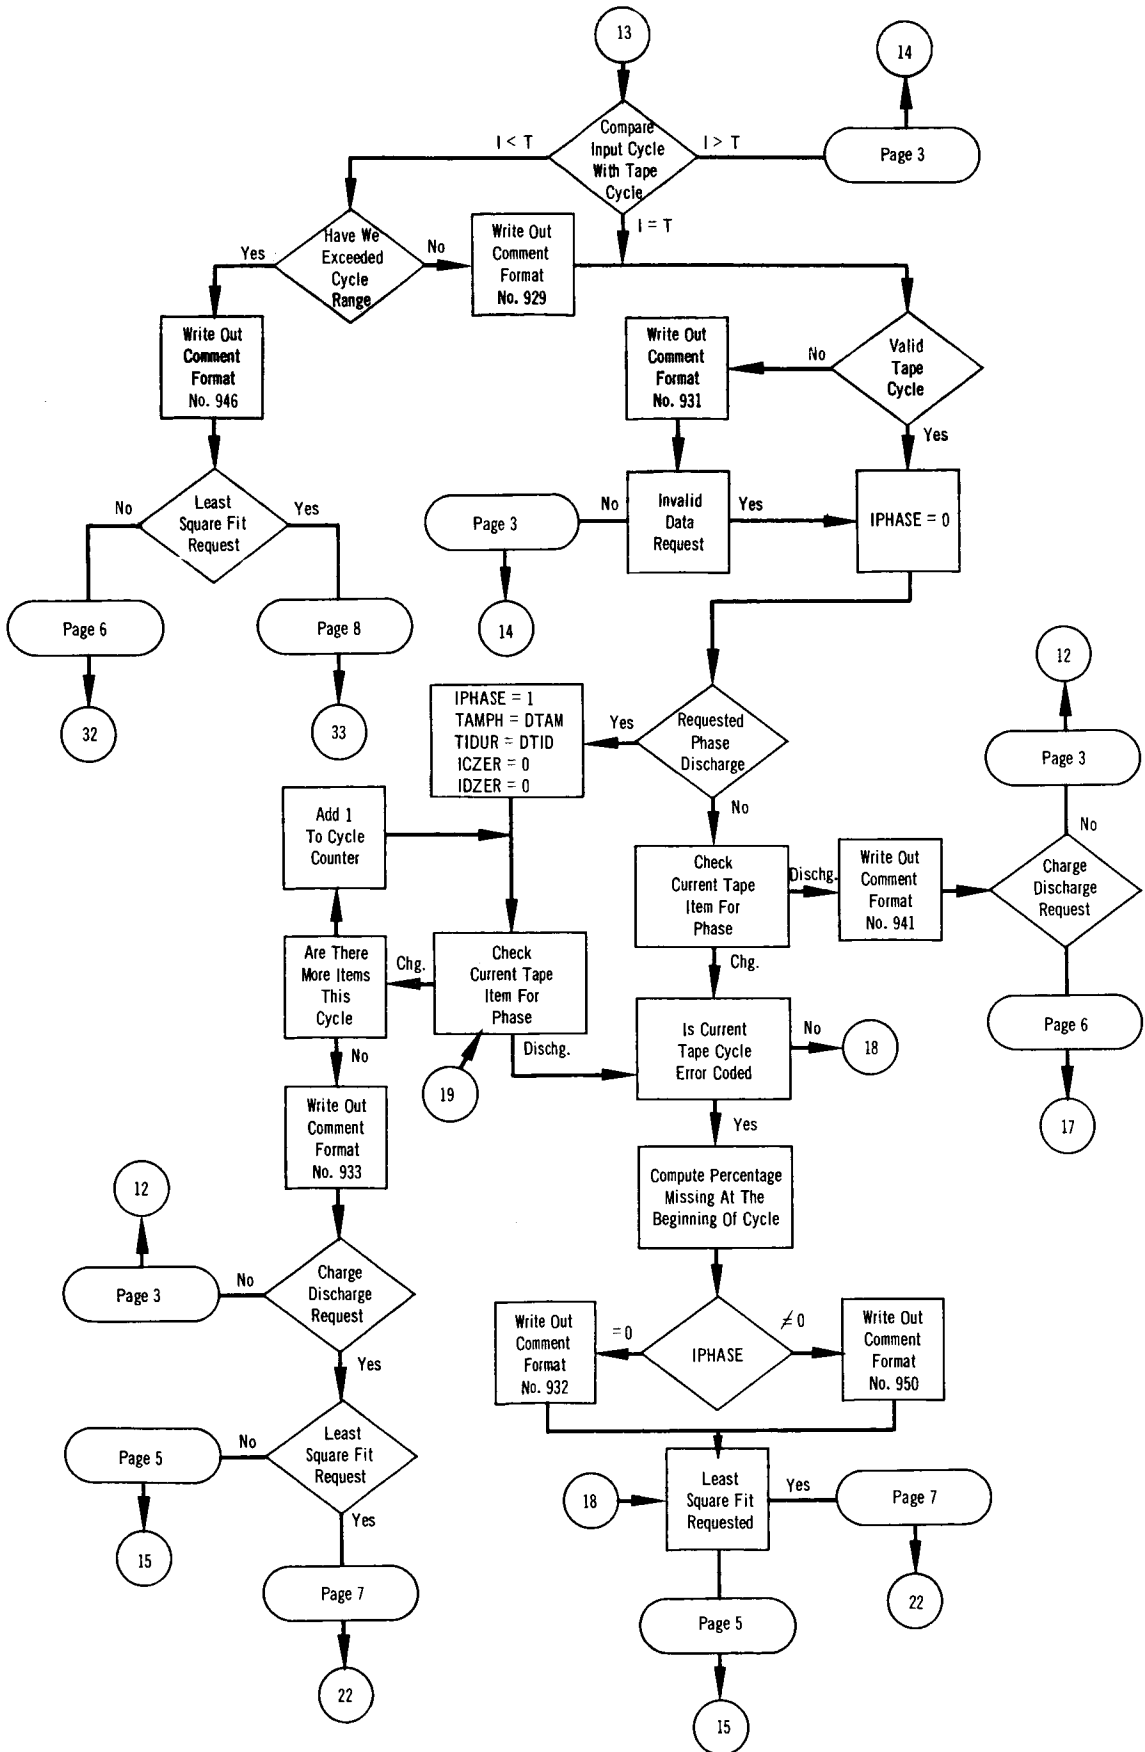 13
14
Compare
Input Cycle
With Tape
Cycle
I < T
I > T
Page 3
I = T
Have We
Exceeded
Cycle
Range
Yes
No
Write Out
Comment
Format
No. 929
Write Out
Comment
Format
No. 946
Write Out
Comment
Format
No. 931
No
Valid
Tape
Cycle
Yes
Least
Square Fit
Request
No
Yes
Page 3
No
Invalid
Data
Request
Yes
IPHASE = 0
Page 6
Page 8
14
32
33
12
IPHASE = 1
TAMPH = DTAM
TIDUR = DTID
ICZER = 0
IDZER = 0
Yes
Requested
Phase
Discharge
No
Page 3
No
Add 1
To Cycle
Counter
Check
Current Tape
Item For
Phase
Dischg.
Write Out
Comment
Format
No. 941
Charge
Discharge
Request
Are There
More Items
This
Cycle
Chg.
Check
Current Tape
Item For
Phase
Chg.
Is Current
Tape Cycle
Error Coded
No
18
Page 6
No
Dischg.
19
Yes
17
Write Out
Comment
Format
No. 933
Compute Percentage
Missing At The
Beginning Of Cycle
12
Page 3
No
Charge
Discharge
Request
Yes
Write Out
Comment
Format
No. 932
=0
IPHASE
≠0
Write Out
Comment
Format
No. 950
Page 5
No
Least
Square Fit
Request
Yes
18
Least
Square Fit
Requested
Yes
Page 7
15
Page 7
22
Page 5
22
15